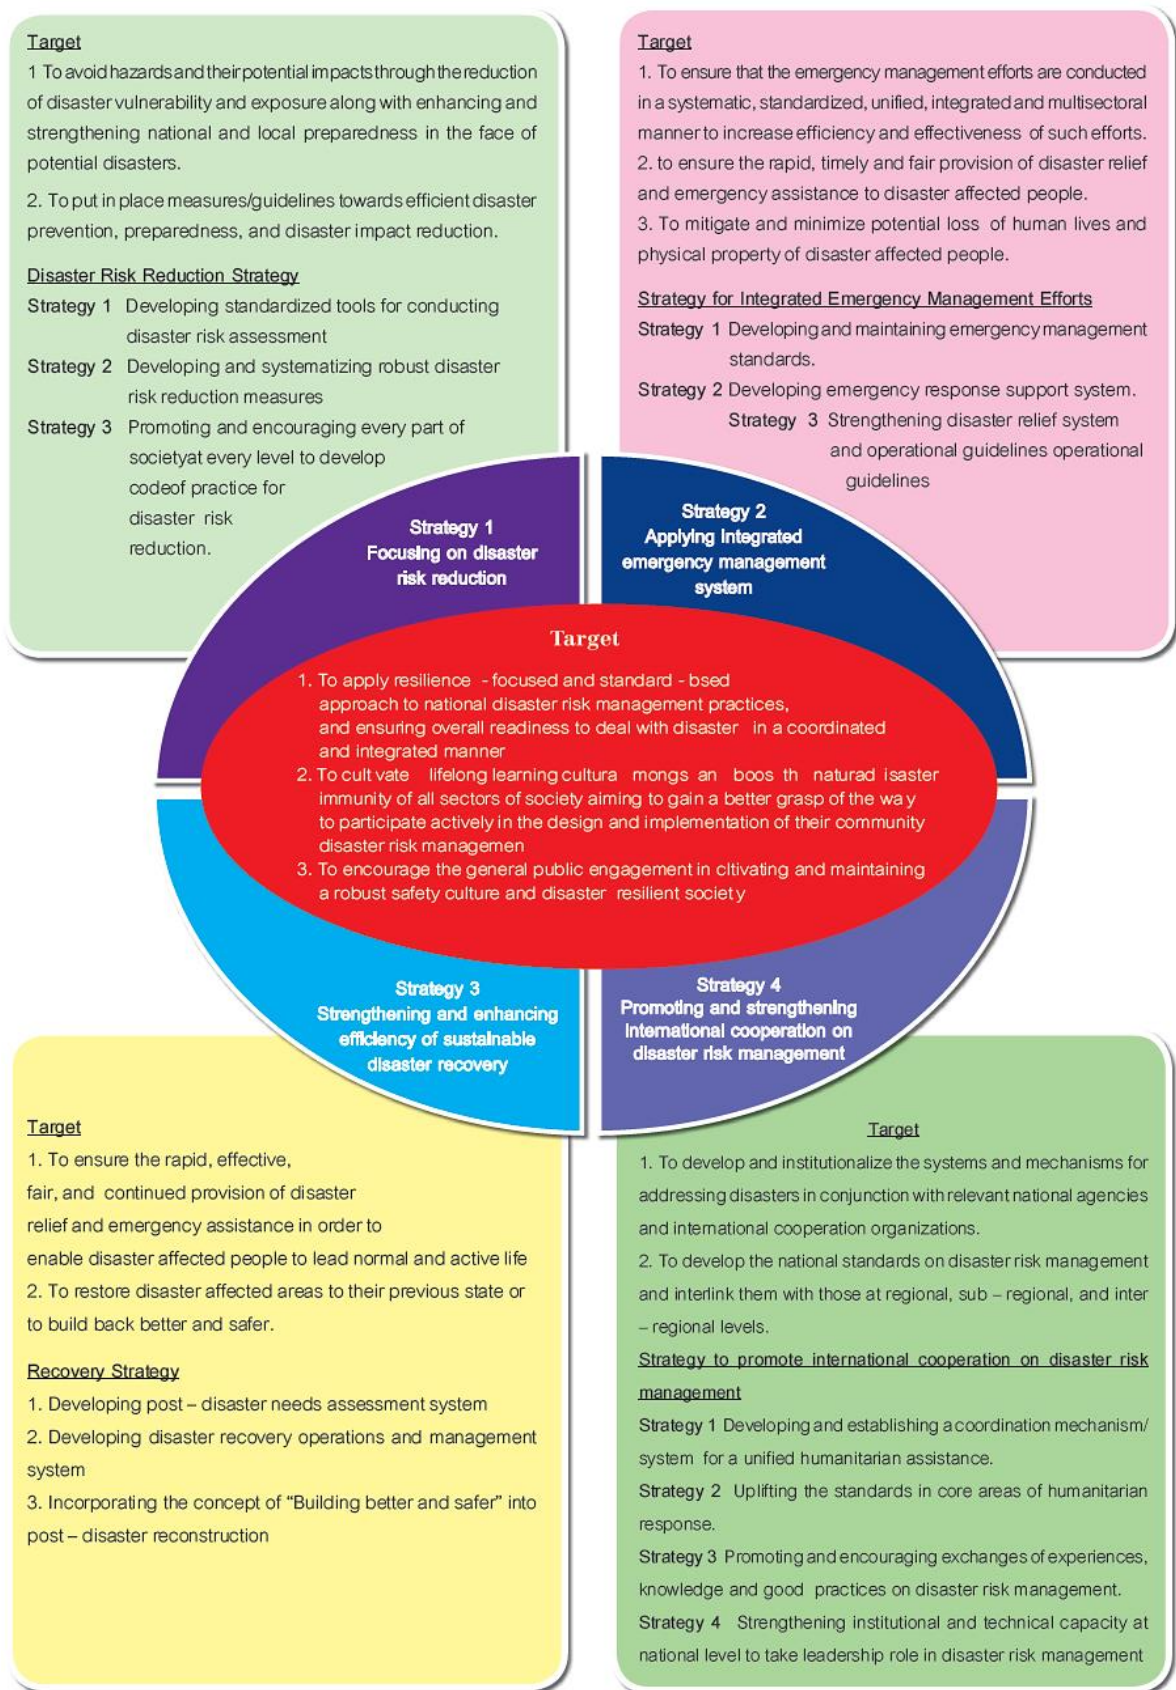 Target
1 To avoid hazards and their potential impacts through the reduction
of disaster vulnerability and exposure along with enhancing and
strengthening national and local preparedness in the face of
potential disasters.
2. To put in place measures/guidelines towards efficient disaster
prevention, preparedness, and disaster impact reduction.
Disaster Risk Reduction Strategy
Strategy 1 Developing standardized tools for conducting
disaster risk assessment
Strategy 2 Developing and systematizing robust disaster
risk reduction measures
Strategy 3 Promoting and encouraging every part of
societyat every level to develop
codeof practice for
disaster risk
reduction.
Target
1. To ensure that the emergency management efforts are conducted
in a systematic, standardized, unified, integrated and multisectoral
manner to increase efficiency and effectiveness of such efforts.
2. to ensure the rapid, timely and fair provision of disaster relief
and emergency assistance to disaster affected people.
3. To mitigate and minimize potential loss of human lives and
physical property of disaster affected people.
Strategy for Integrated Emergency Management Efforts
Strategy 1 Developing and maintaining emergency management
standards.
Strategy 2 Developing emergency response support system.
Strategy 3 Strengthening disaster relief system
and operational guidelines operational
guidelines
Strategy 1
Focusing on disaster
risk reduction
Strategy 2
Applying integrated
emergency management
system
Target
1. To apply resilience - focused and standard - bsed
approach to national disaster risk management practices,
and ensuring overall readiness to deal with disaster in a coordinated
and integrated manner
2. To cult vate lifelong learning cultura mongs an boos th naturad isaster
immunity of all sectors of society aiming to gain a better grasp of the way
to participate actively in the design and implementation of their community
disaster risk managemen
3. To encourage the general public engagement in cltivating and maintaining
a robust safety culture and disaster resilient society
Strategy 3
Strengthening and enhancing
efficiency of sustainable
disaster recovery
Strategy 4
Promoting and strengthening
international cooperation on
disaster risk management
Target
1. To ensure the rapid, effective,
fair, and continued provision of disaster
relief and emergency assistance in order to
enable disaster affected people to lead normal and active life
2. To restore disaster affected areas to their previous state or
to build back better and safer.
Recovery Strategy
1. Developing post – disaster needs assessment system
2. Developing disaster recovery operations and management
system
3. Incorporating the concept of “Building better and safer” into
post – disaster reconstruction
Target
1. To develop and institutionalize the systems and mechanisms for
addressing disasters in conjunction with relevant national agencies
and international cooperation organizations.
2. To develop the national standards on disaster risk management
and interlink them with those at regional, sub – regional, and inter
– regional levels.
Strategy to promote international cooperation on disaster risk
management
Strategy 1 Developing and establishing a coordination mechanism/
system for a unified humanitarian assistance.
Strategy 2 Uplifting the standards in core areas of humanitarian
response.
Strategy 3 Promoting and encouraging exchanges of experiences,
knowledge and good practices on disaster risk management.
Strategy 4 Strengthening institutional and technical capacity at
national level to take leadership role in disaster risk management